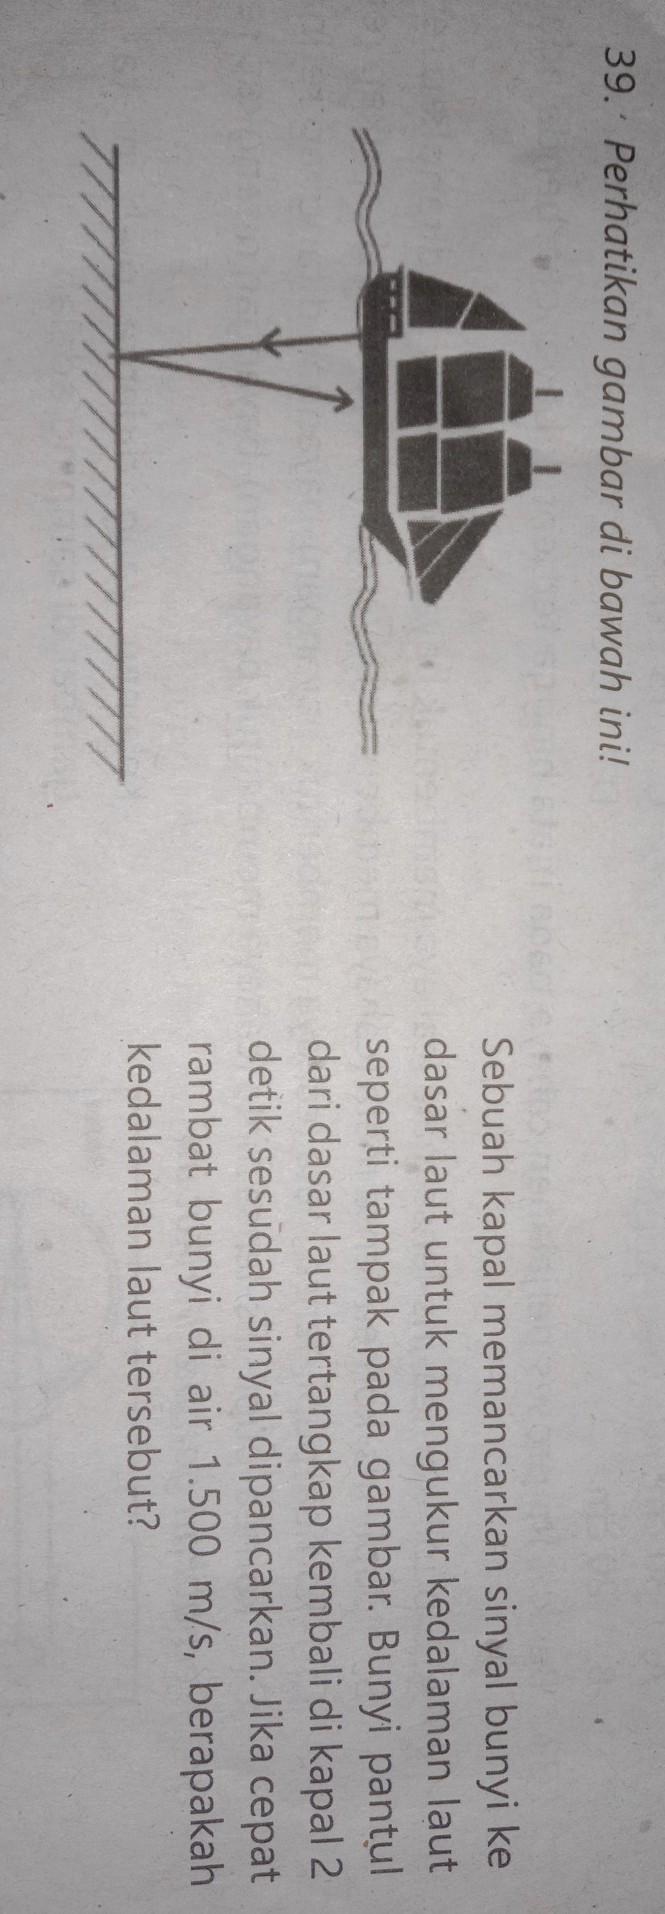 39. Perhatikan gambar di bawah ini!
Sebuah kapal memancarkan sinyal bunyi ke
dasar laut untuk mengukur kedalaman laut
seperti tampak pada gambar. Bunyi pantul
dari dasar laut tertangkap kembali di kapal 2
detik sesudah sinyal dipancarkan. Jika cepat
rambat bunyi di air 1.500 m/s, berapakah
kedalaman laut tersebut?